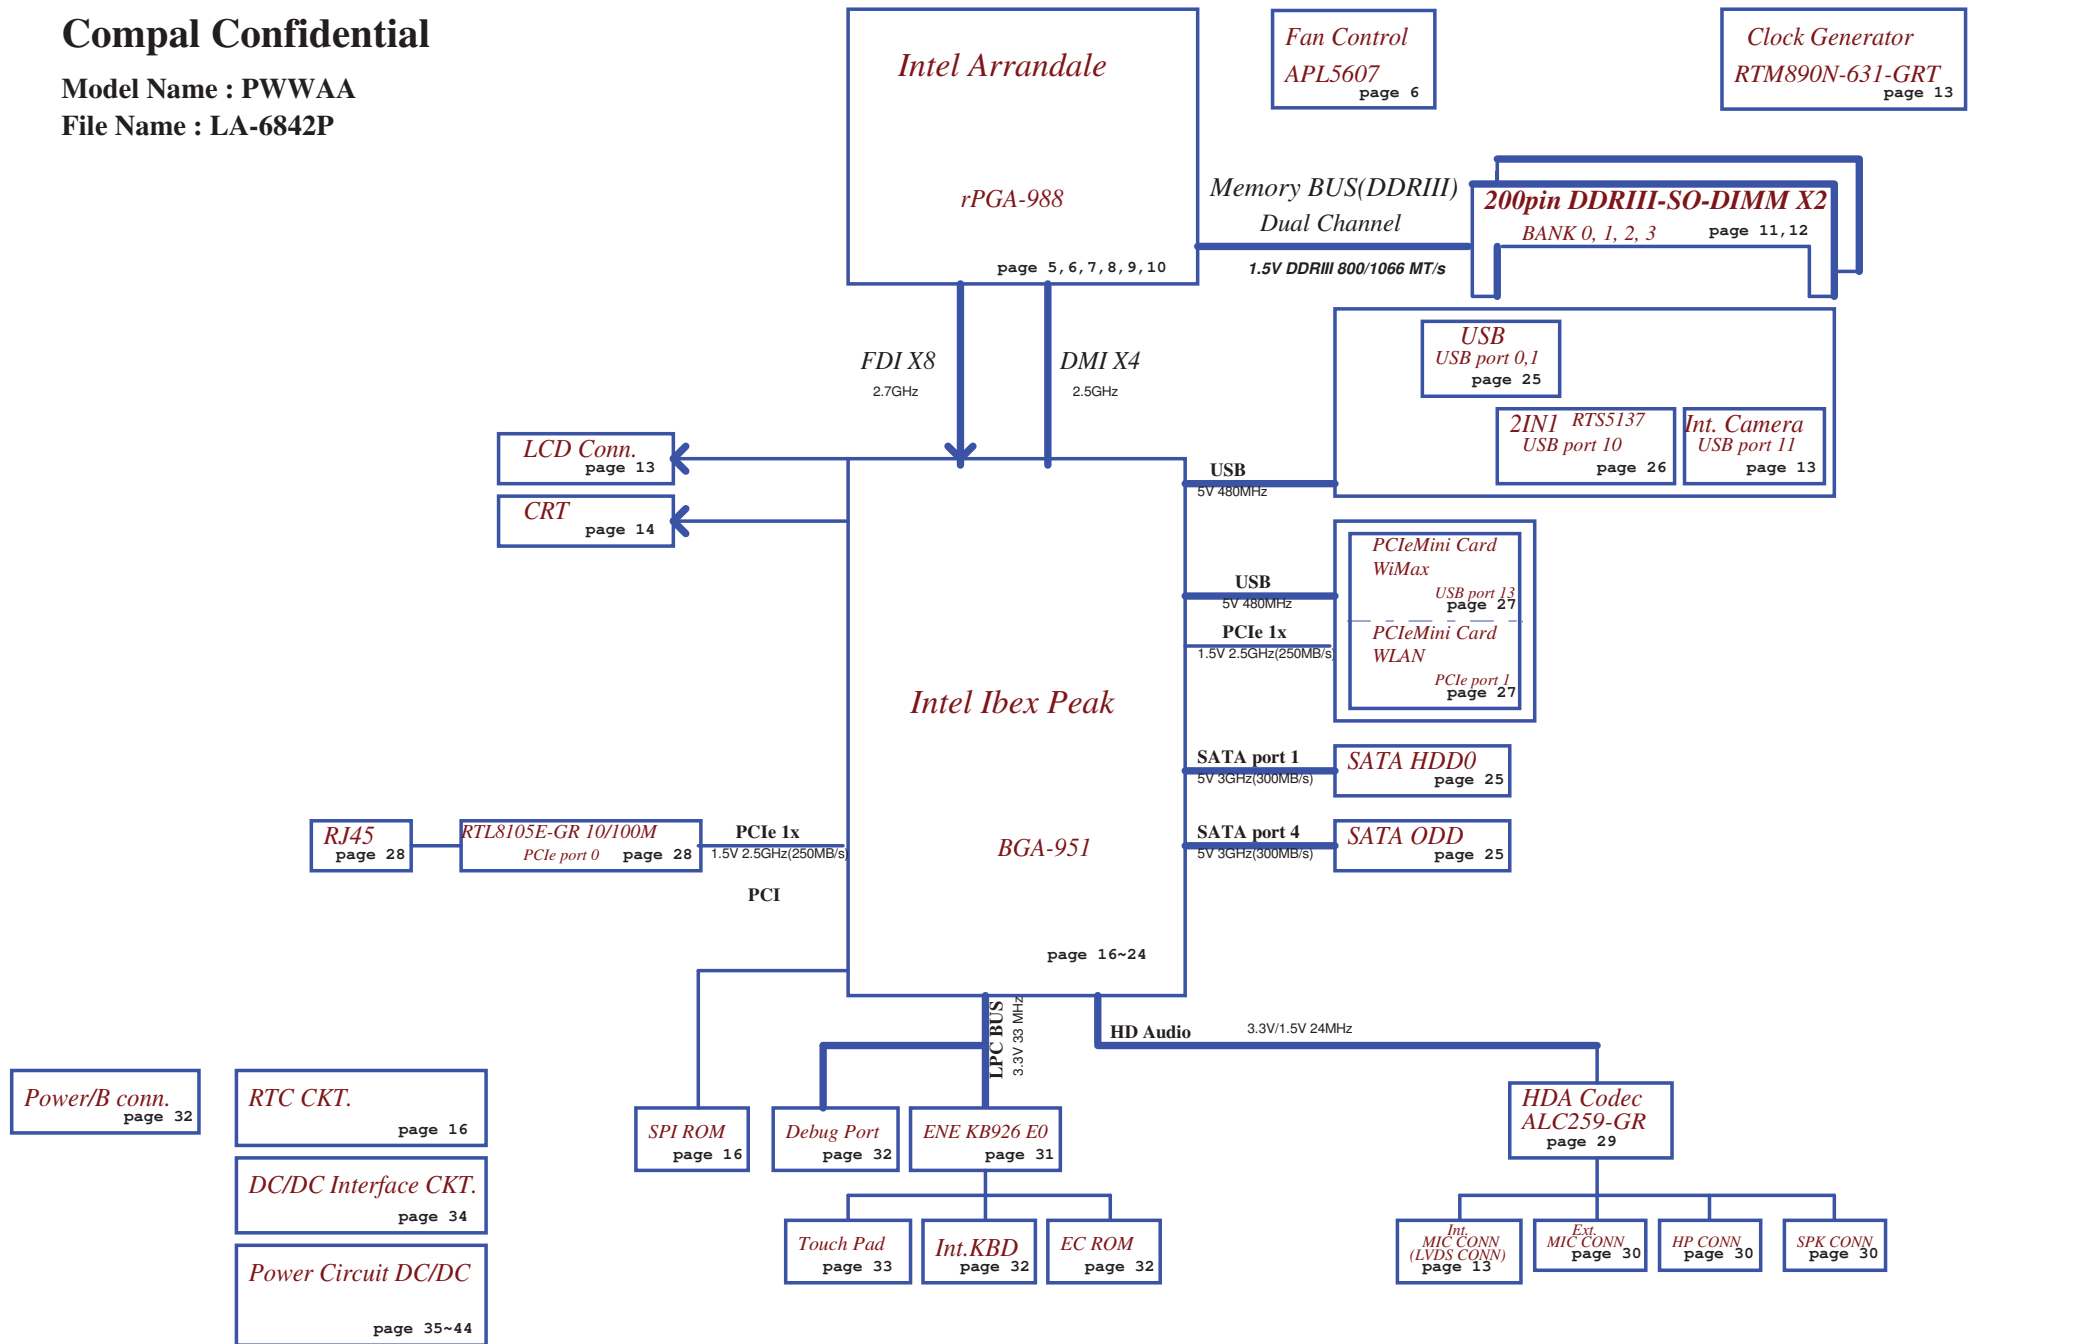 Compal Confidential
Model Name : PWWAA
File Name : LA-6842P
Intel Arrandale
rPGA-988
page 5,6,7,8,9,10
Fan Control
APL5607
page 6
Clock Generator
RTM890N-631-GRT
page 13
Memory BUS(DDRIII)
Dual Channel
1.5V DDRIII 800/1066 MT/s
200pin DDRIII-SO-DIMM X2
BANK 0, 1, 2, 3 page 11,12
FDI X8
2.7GHz
DMI X4
2.5GHz
USB
USB port 0,1
page 25
2IN1 RTS5137
USB port 10
page 26
Int. Camera
USB port 11
page 13
LCD Conn.
page 13
CRT
page 14
USB
5V 480MHz
USB
5V 480MHz
PCIe 1x
1.5V 2.5GHz(250MB/s)
PCIeMini Card
WiMax
USB port 13
page 27
PCIeMini Card
WLAN
PCIe port 1
page 27
Intel Ibex Peak
BGA-951
page 16~24
SATA port 1
5V 3GHz(300MB/s)
SATA HDD0
page 25
SATA port 4
5V 3GHz(300MB/s)
SATA ODD
page 25
RJ45
page 28
RTL8105E-GR 10/100M
PCIe port 0 page 28
PCIe 1x
1.5V 2.5GHz(250MB/s)
PCI
LPC BUS
3.3V 33 MHz
HD Audio
3.3V/1.5V 24MHz
Power/B conn.
page 32
RTC CKT.
page 16
DC/DC Interface CKT.
page 34
Power Circuit DC/DC
page 35~44
SPI ROM
page 16
Debug Port
page 32
ENE KB926 E0
page 31
HDA Codec
ALC259-GR
page 29
Touch Pad
page 33
Int.KBD
page 32
EC ROM
page 32
Int.
MIC CONN
(LVDS CONN)
page 13
Ext.
MIC CONN
page 30
HP CONN
page 30
SPK CONN
page 30